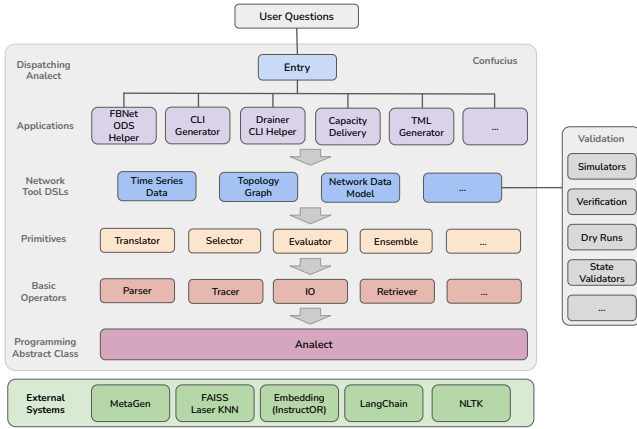 User Questions
Dispatching
Analect
Entry
Confucius
Applications
FBNet
ODS
Helper
CLI
Generator
Drainer
CLI Helper
Capacity
Delivery
TML
Generator
...
Network
Tool DSLs
Time Series
Data
Topology
Graph
Network Data
Model
...
Primitives
Translator
Selector
Evaluator
Ensemble
...
Basic
Operators
Parser
Tracer
IO
Retriever
...
Programming
Abstract Class
Analect
External
Systems
MetaGen
FAISS
Laser KNN
Embedding
(InstructOR)
LangChain
NLTK
Validation
Simulators
Verification
Dry Runs
State
Validators
...